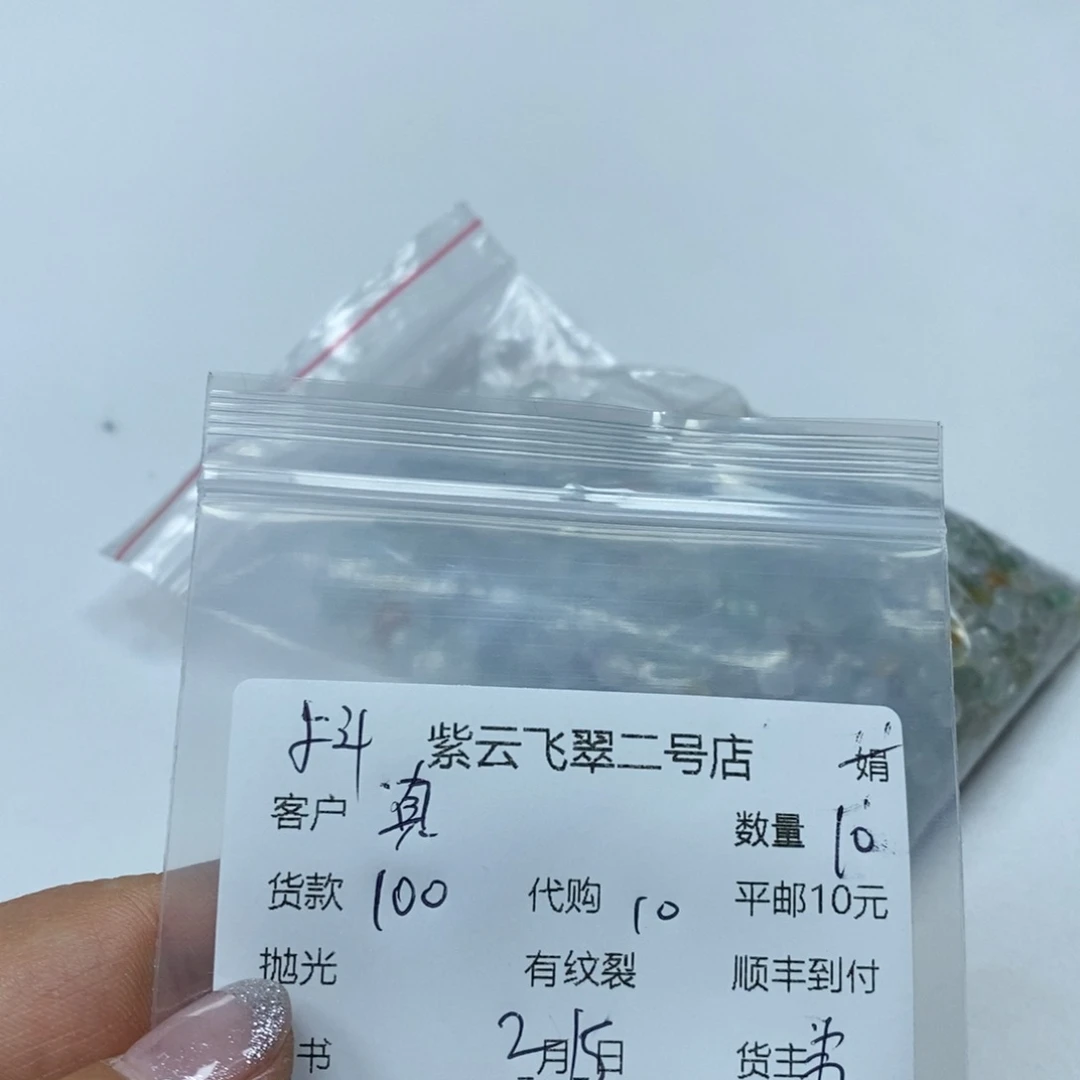 紫云飞翠二号店 娟
客户 真 数量 10
货款 100 代购 10 平邮10元
抛光 有纹裂 顺丰到付
书 2月15日 货主